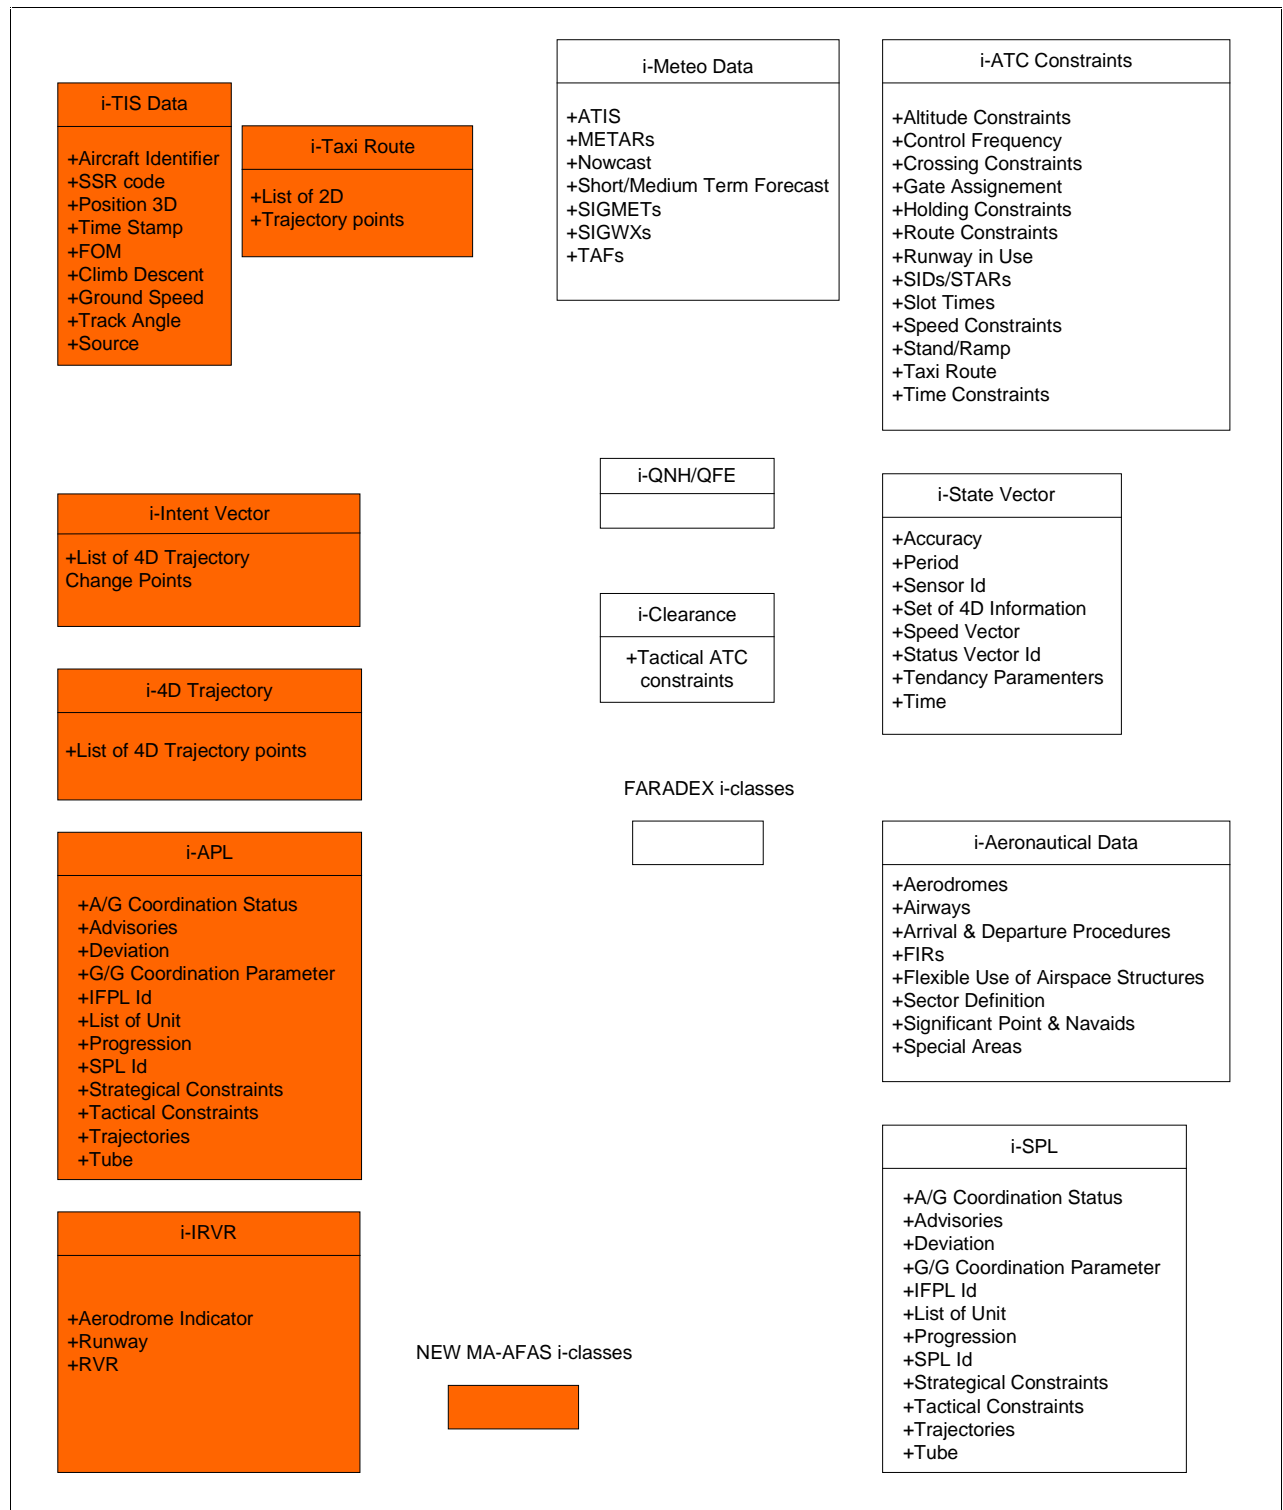 i-TIS Data
+Aircraft Identifier
+SSR code
+Position 3D
+Time Stamp
+FOM
+Climb Descent
+Ground Speed
+Track Angle
+Source
i-Taxi Route
+List of 2D
+Trajectory points
i-Meteo Data
+ATIS
+METARs
+Nowcast
+Short/Medium Term Forecast
+SIGMETs
+SIGWXs
+TAFs
i-ATC Constraints
+Altitude Constraints
+Control Frequency
+Crossing Constraints
+Gate Assignement
+Holding Constraints
+Route Constraints
+Runway in Use
+SIDs/STARs
+Slot Times
+Speed Constraints
+Stand/Ramp
+Taxi Route
+Time Constraints
i-Intent Vector
+List of 4D Trajectory
Change Points
i-QNH/QFE
i-State Vector
+Accuracy
+Period
+Sensor Id
+Set of 4D Information
+Speed Vector
+Status Vector Id
+Tendancy Paramenters
+Time
i-Clearance
+Tactical ATC
constraints
i-4D Trajectory
+List of 4D Trajectory points
FARADEX i-classes
i-APL
+A/G Coordination Status
+Advisories
+Deviation
+G/G Coordination Parameter
+IFPL Id
+List of Unit
+Progression
+SPL Id
+Strategical Constraints
+Tactical Constraints
+Trajectories
+Tube
i-Aeronautical Data
+Aerodromes
+Airways
+Arrival & Departure Procedures
+FIRs
+Flexible Use of Airspace Structures
+Sector Definition
+Significant Point & Navaids
+Special Areas
i-IRVR
+Aerodrome Indicator
+Runway
+RVR
NEW MA-AFAS i-classes
i-SPL
+A/G Coordination Status
+Advisories
+Deviation
+G/G Coordination Parameter
+IFPL Id
+List of Unit
+Progression
+SPL Id
+Strategical Constraints
+Tactical Constraints
+Trajectories
+Tube